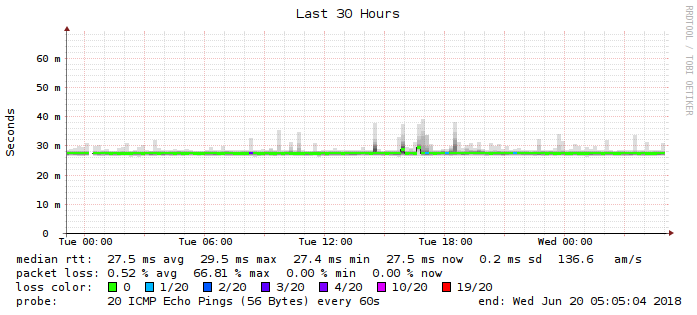 Last 30 Hours
RRDTOOL / TOBI OETIKER
Seconds
60 m
50 m
40 m
30 m
20 m
10 m
0
Tue 00:00 Tue 06:00 Tue 12:00 Tue 18:00 Wed 00:00
median rtt: 27.5 ms avg 29.5 ms max 27.4 ms min 27.5 ms now 0.2 ms sd 136.6 am/s
packet loss: 0.52 % avg 66.81 % max 0.00 % min 0.00 % now
loss color: 0 1/20 2/20 3/20 4/20 10/20 19/20
probe: 20 ICMP Echo Pings (56 Bytes) every 60s end: Wed Jun 20 05:05:04 2018